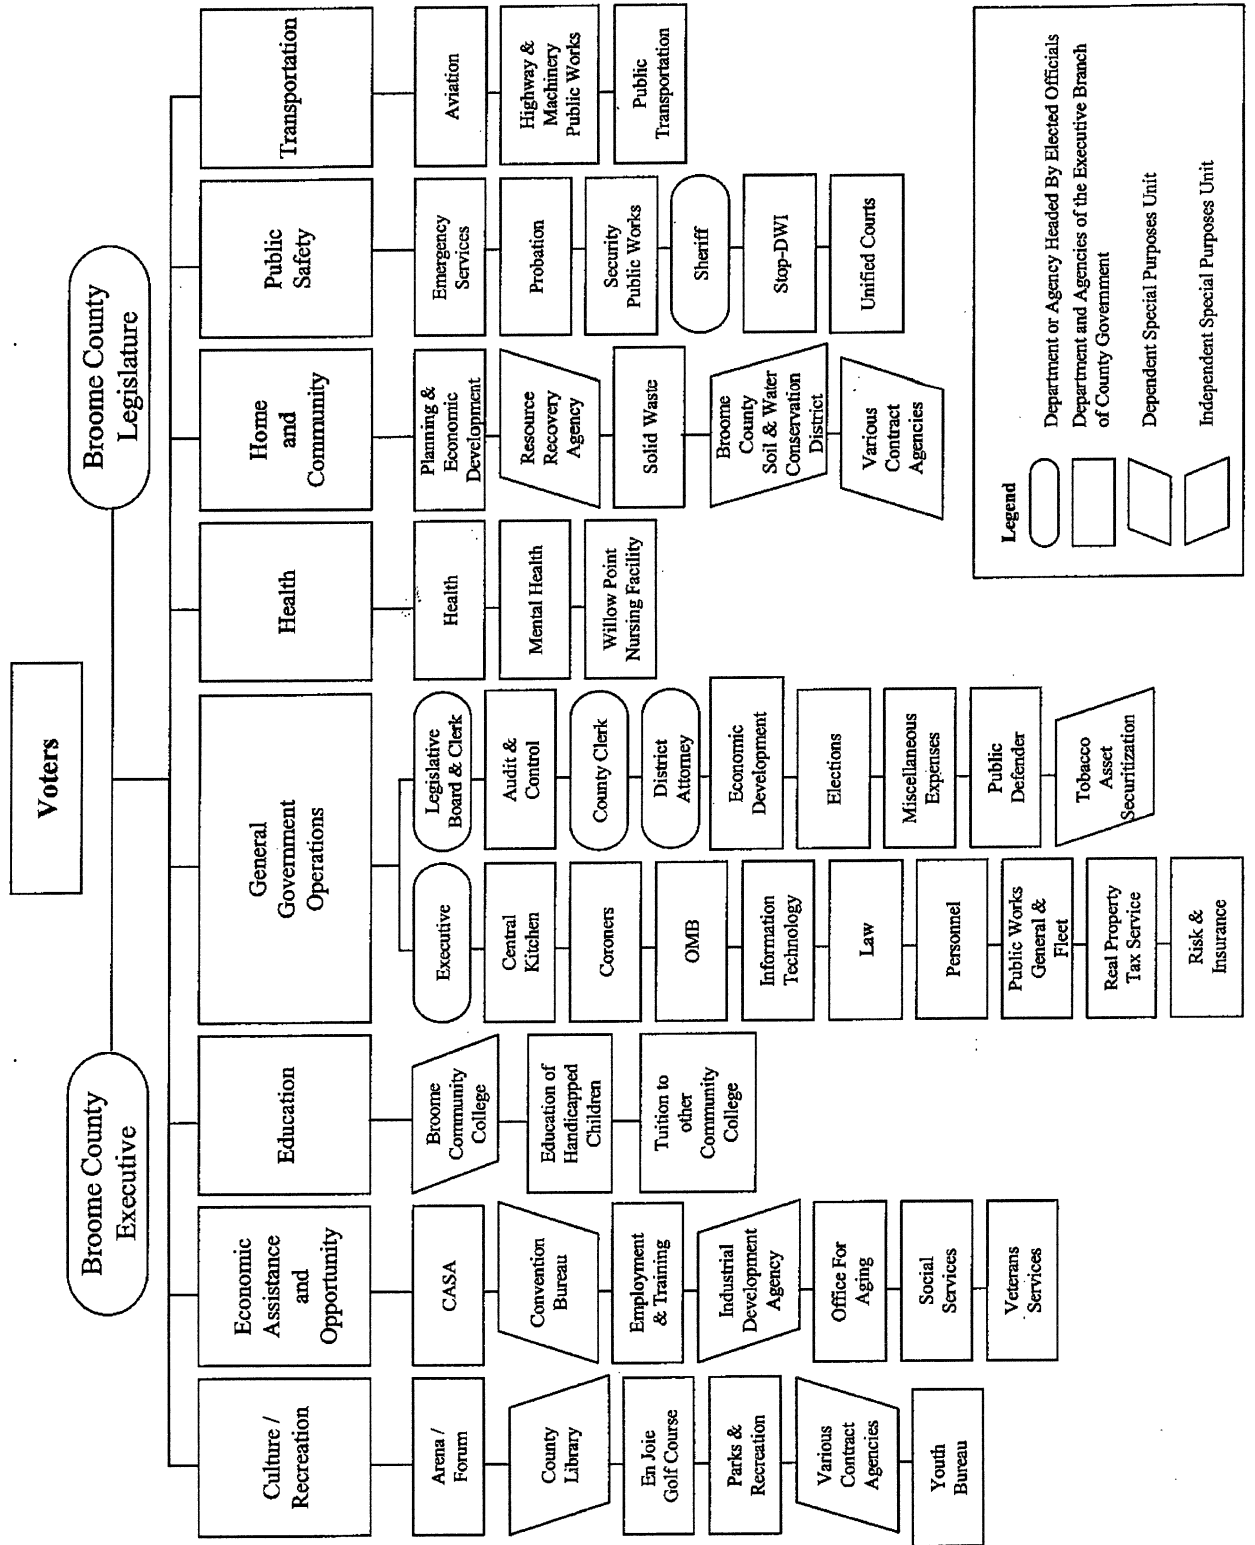 Voters
Broome County
Executive
Broome County
Legislature
Culture /
Recreation
Arena /
Forum
County
Library
En Joie
Golf Course
Parks &
Recreation
Various
Contract
Agencies
Youth
Bureau
Economic
Assistance
and
Opportunity
CASA
Convention
Bureau
Employment
& Training
Industrial
Development
Agency
Office For
Aging
Social
Services
Veterans
Services
Education
Broome
Community
College
Education of
Handicapped
Children
Tuition to
other
Community
College
General
Government
Operations
Executive
Central
Kitchen
Coroners
OMB
Information
Technology
Law
Personnel
Public Works
General &
Fleet
Real Property
Tax Service
Risk &
Insurance
Legislative
Board & Clerk
Audit &
Control
County Clerk
District
Attorney
Economic
Development
Elections
Miscellaneous
Expenses
Public
Defender
Tobacco
Asset
Securitization
Health
Health
Mental Health
Willow Point
Nursing Facility
Home
and
Community
Planning &
Economic
Development
Resource
Recovery
Agency
Solid Waste
Broome
County
Soil & Water
Conservation
District
Various
Contract
Agencies
Public
Safety
Emergency
Services
Probation
Security
Public Works
Sheriff
Stop-DWI
Unified Courts
Transportation
Aviation
Highway &
Machinery
Public Works
Public
Transportation
Legend
Department or Agency Headed By Elected Officials
Department and Agencies of the Executive Branch
of County Government
Dependent Special Purposes Unit
Independent Special Purposes Unit